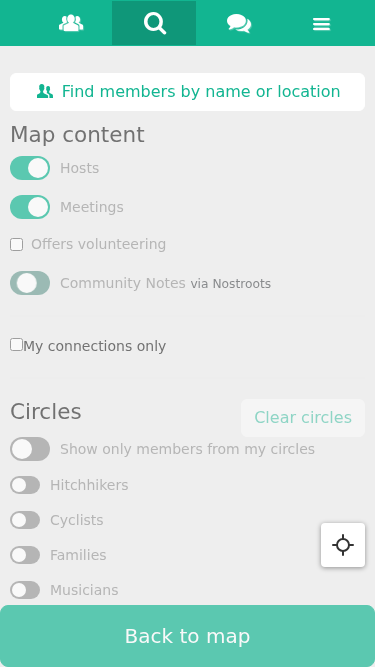 Find members by name or location
Map content
Hosts
Meetings
Offers volunteering
Community Notes via Nostroots
My connections only
Circles
Clear circles
Show only members from my circles
Hitchhikers
Cyclists
Families
Musicians
Back to map